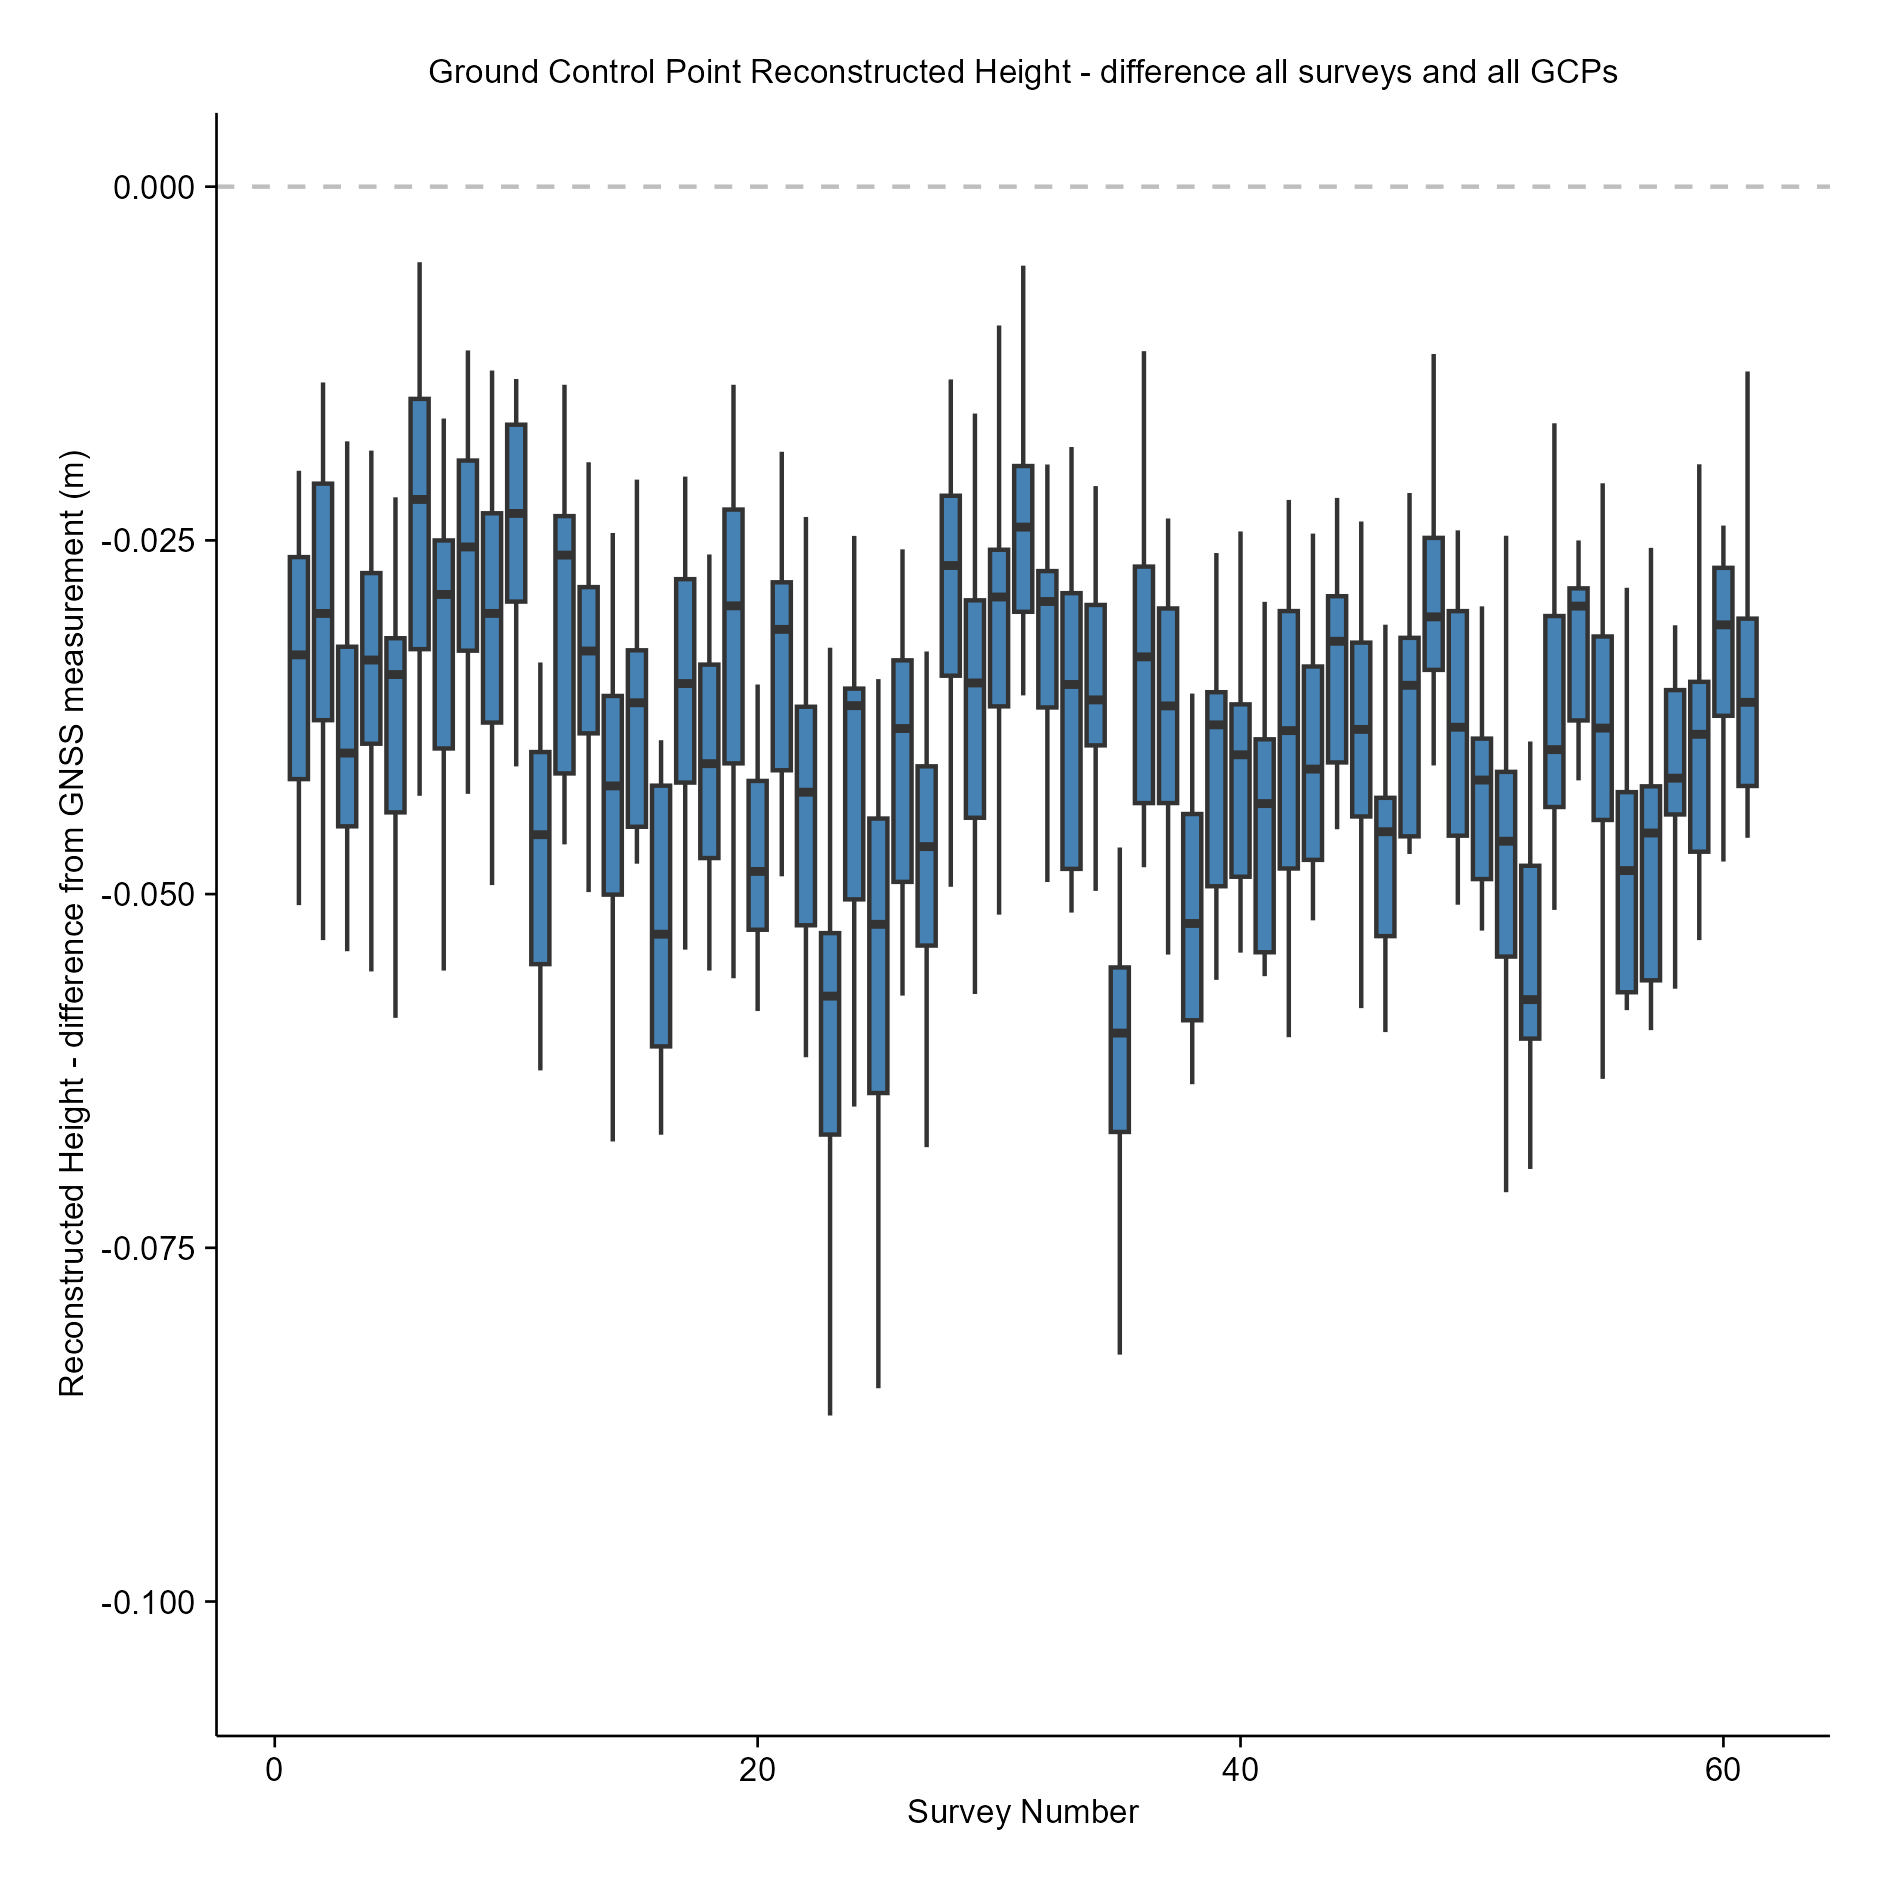 Ground Control Point Reconstructed Height - difference all surveys and all GCPs
Reconstructed Height - difference from GNSS measurement (m)
0.000
-0.025
-0.050
-0.075
-0.100
0 20 40 60
Survey Number